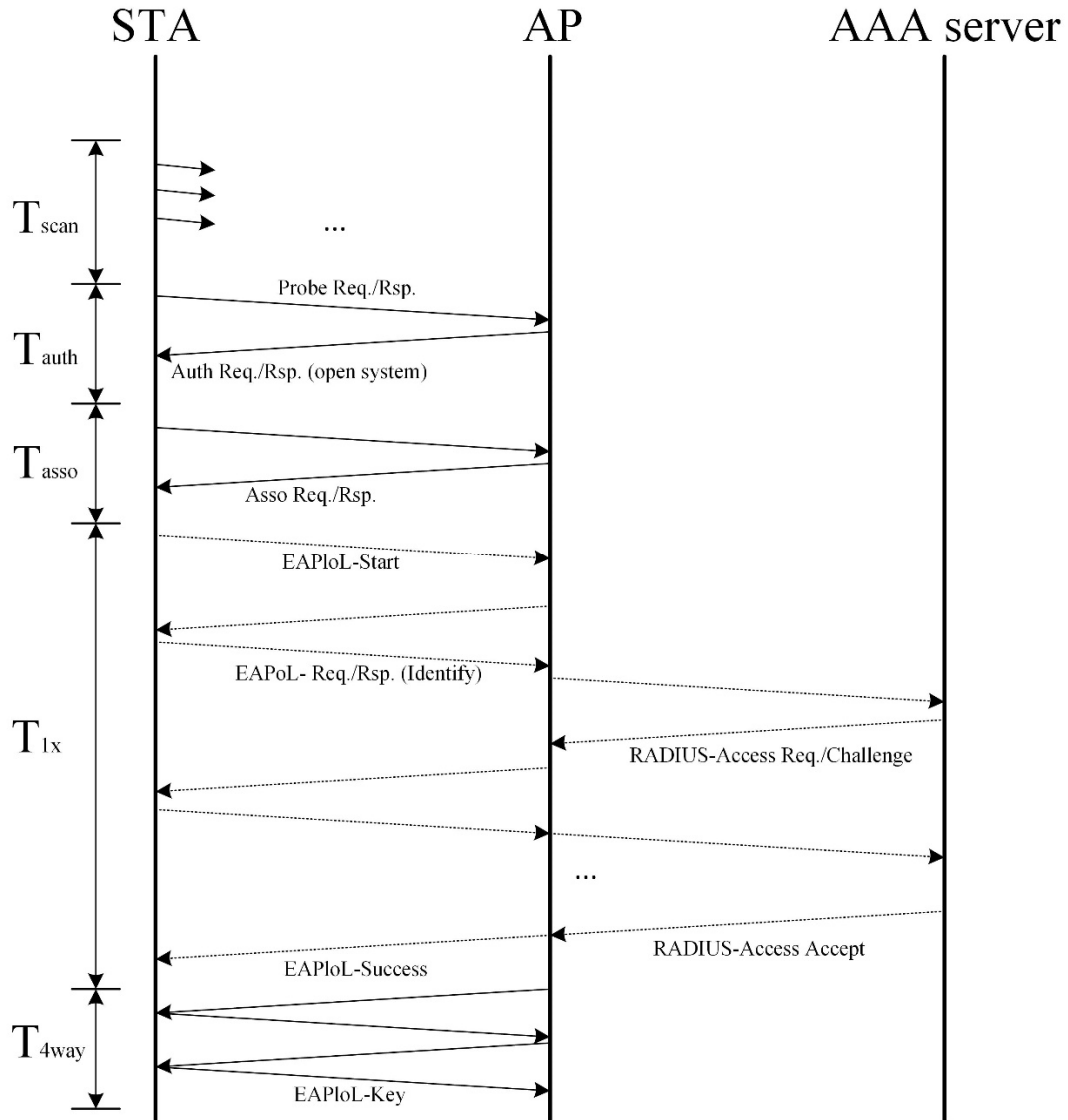 STA
AP
AAA server
Tscan
...
Probe Req./Rsp.
Tauth
Auth Req./Rsp. (open system)
Tasso
Asso Req./Rsp.
EAPloL-Start
EAPoL- Req./Rsp. (Identify)
T1x
RADIUS-Access Req./Challenge
...
RADIUS-Access Accept
EAPloL-Success
T4way
EAPloL-Key